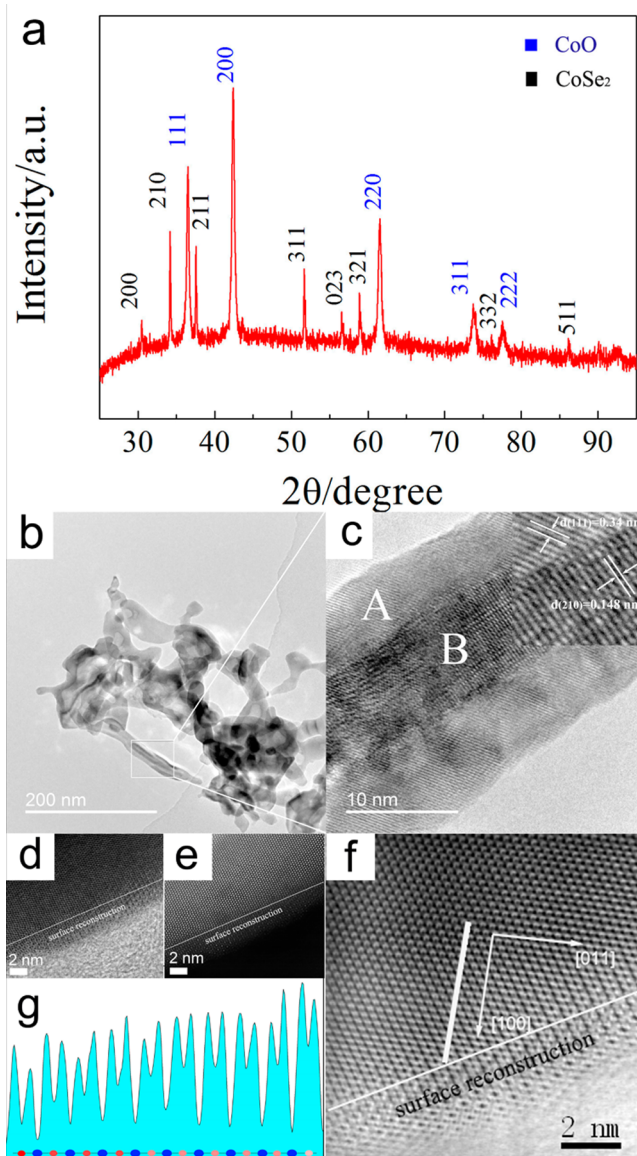 a
CoO
CoSe₂
200
210
111
211
200
311
023
321
220
311
332
222
511
Intensity/a.u.
30 40 50 60 70 80 90
2θ/degree
b
200 nm
c
A
B
d(111)=0.34 nm
d(210)=0.148 nm
10 nm
d
surface reconstruction
2 nm
e
surface reconstruction
2 nm
f
[011]
[100]
surface reconstruction
2 nm
g